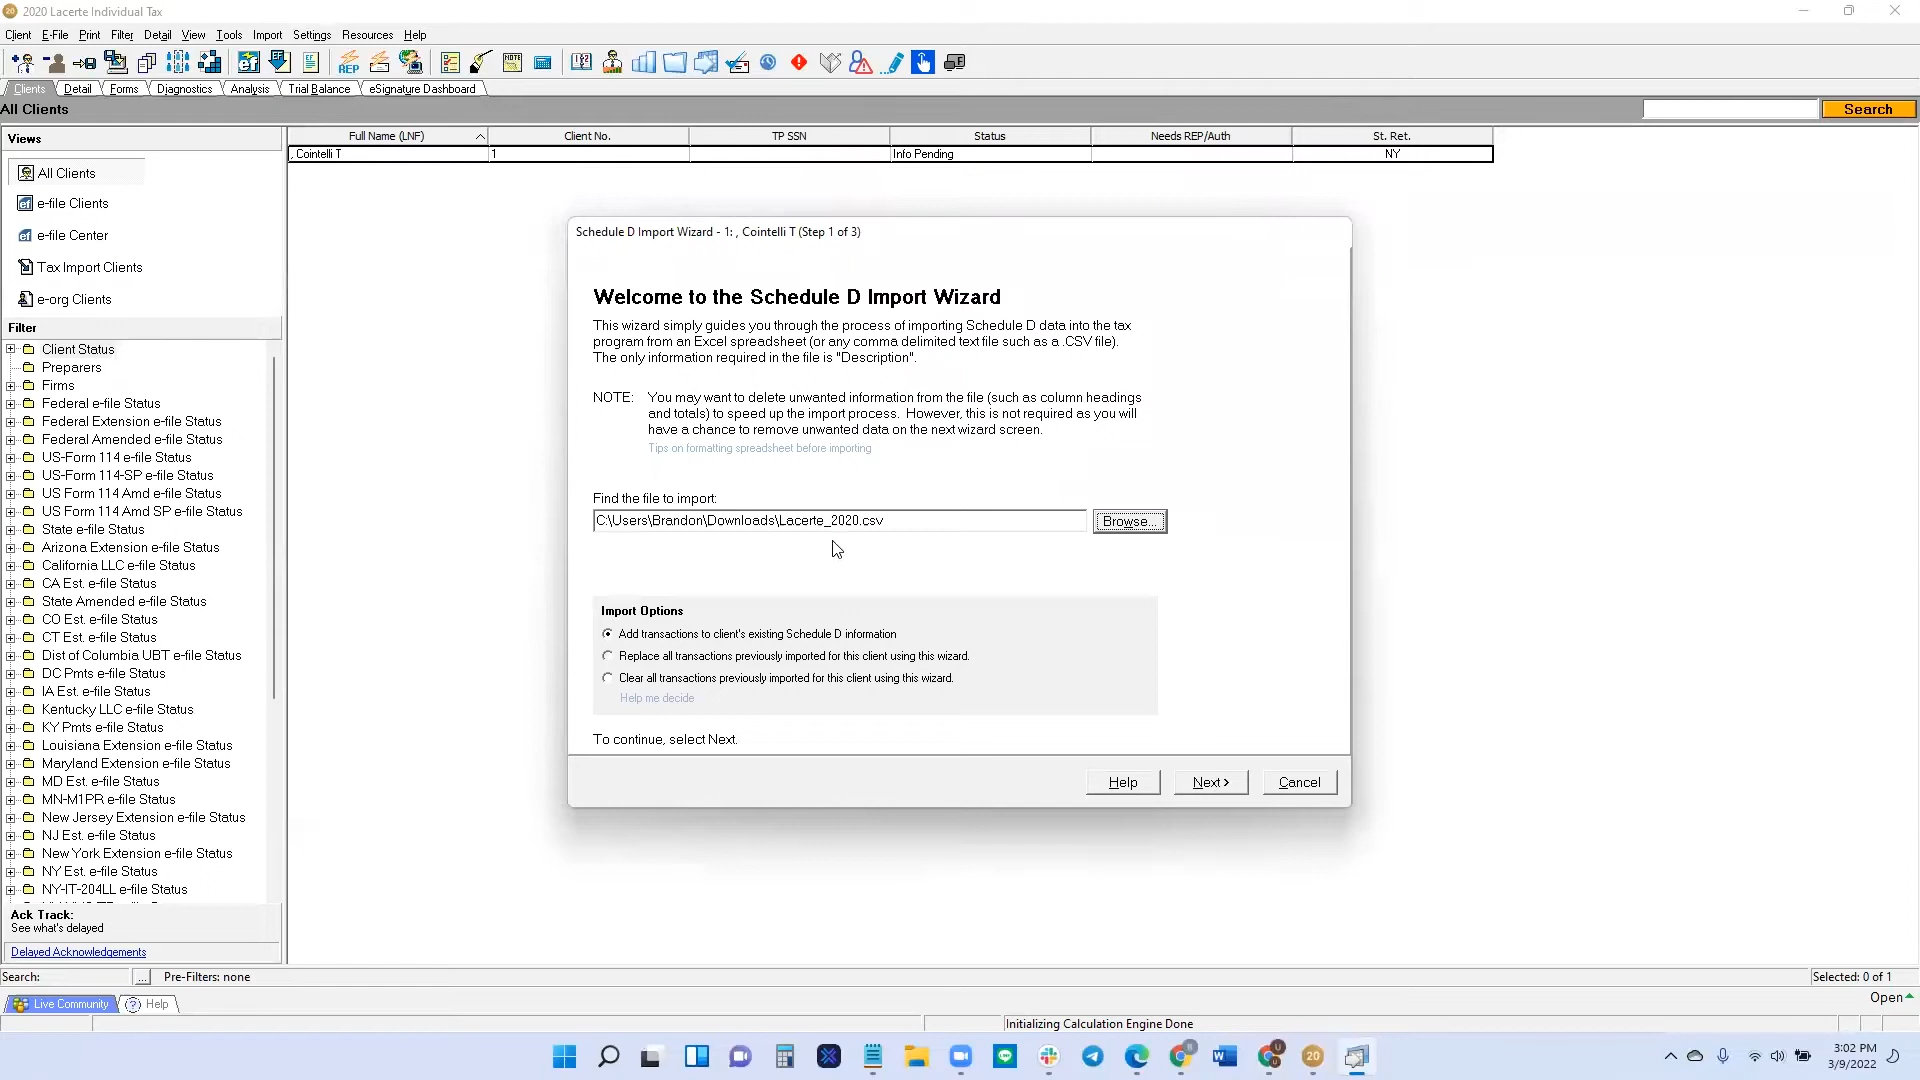 20 2020 Lacerte Individual Tax
Client E-File Print Filter Detail View Tools Import Settings Resources Help
Clients Detail Forms Diagnostics Analysis Trial Balance eSignature Dashboard
All Clients
Search
Views
All Clients
e-file Clients
e-file Center
Tax Import Clients
e-org Clients
Filter
Client Status
Preparers
Firms
Federal e-file Status
Federal Extension e-file Status
Federal Amended e-file Status
US-Form 114 e-file Status
US-Form 114-SP e-file Status
US Form 114 Amd e-file Status
US Form 114 Amd SP e-file Status
State e-file Status
Arizona Extension e-file Status
California LLC e-file Status
CA Est. e-file Status
State Amended e-file Status
CO Est. e-file Status
CT Est. e-file Status
Dist of Columbia UBT e-file Status
DC Pmts e-file Status
IA Est. e-file Status
Kentucky LLC e-file Status
KY Pmts e-file Status
Louisiana Extension e-file Status
Maryland Extension e-file Status
MD Est. e-file Status
MN-M1PR e-file Status
New Jersey Extension e-file Status
NJ Est. e-file Status
New York Extension e-file Status
NY Est. e-file Status
NY-IT-204LL e-file Status
Ack Track:
See what's delayed
Delayed Acknowledgements
Full Name (LNF) Client No. TP SSN Status Needs REP/Auth St. Ret.
, Cointelli T 1 Info Pending NY
Schedule D Import Wizard - 1: , Cointelli T (Step 1 of 3)
Welcome to the Schedule D Import Wizard
This wizard simply guides you through the process of importing Schedule D data into the tax
program from an Excel spreadsheet (or any comma delimited text file such as a .CSV file).
The only information required in the file is "Description".
NOTE: You may want to delete unwanted information from the file (such as column headings
and totals) to speed up the import process. However, this is not required as you will
have a chance to remove unwanted data on the next wizard screen.
Tips on formatting spreadsheet before importing
Find the file to import:
C:\Users\Brandon\Downloads\Lacerte_2020.csv Browse...
Import Options
Add transactions to client's existing Schedule D information
Replace all transactions previously imported for this client using this wizard.
Clear all transactions previously imported for this client using this wizard.
Help me decide
To continue, select Next.
Help Next > Cancel
Search: ... Pre-Filters: none Selected: 0 of 1
Live Community Help Open
Initializing Calculation Engine Done
3:02 PM
3/9/2022